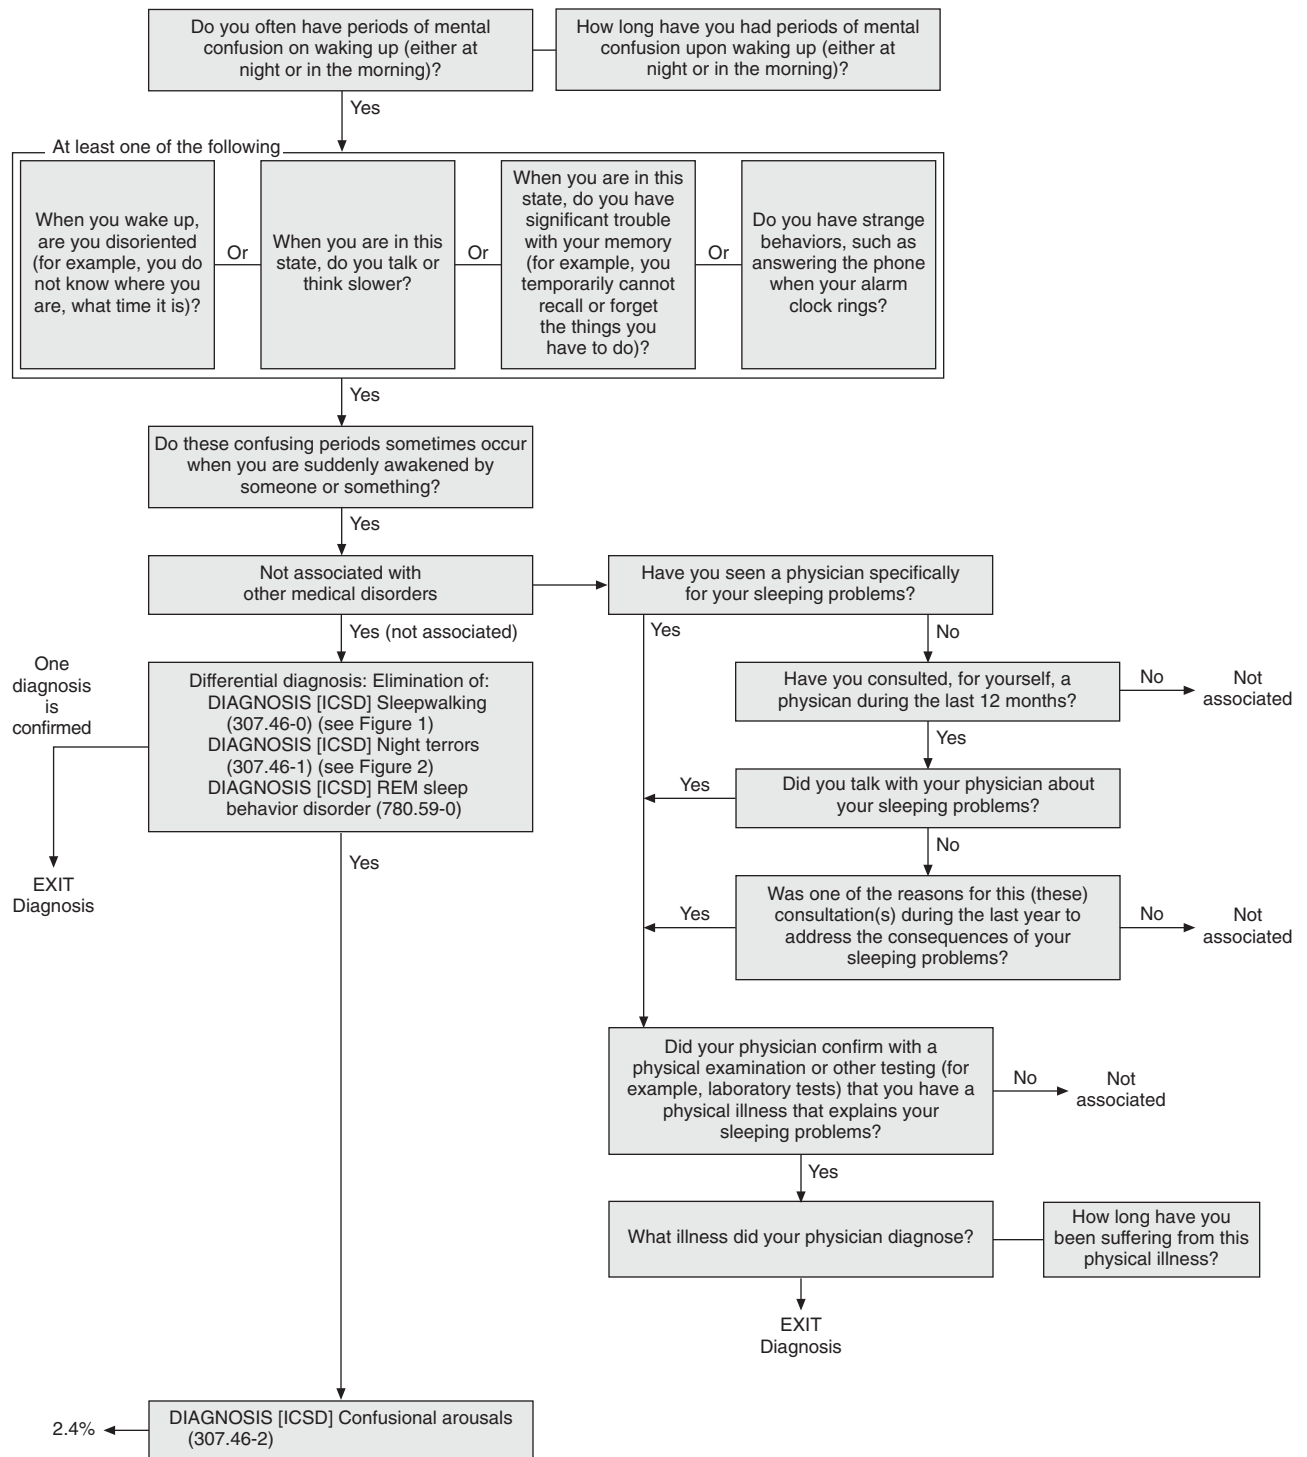 Do you often have periods of mental
confusion on waking up (either at
night or in the morning)?
How long have you had periods of mental
confusion upon waking up (either at
night or in the morning)?
Yes
At least one of the following
When you wake up,
are you disoriented
(for example, you do
not know where you
are, what time it is)?
Or
When you are in this
state, do you talk or
think slower?
Or
When you are in this
state, do you have
significant trouble
with your memory
(for example, you
temporarily cannot
recall or forget
the things you
have to do)?
Or
Do you have strange
behaviors, such as
answering the phone
when your alarm
clock rings?
Yes
Do these confusing periods sometimes occur
when you are suddenly awakened by
someone or something?
Yes
Not associated with
other medical disorders
Have you seen a physician specifically
for your sleeping problems?
Yes (not associated)
Yes
No
One
diagnosis
is
confirmed
Differential diagnosis: Elimination of:
DIAGNOSIS [ICSD] Sleepwalking
(307.46-0) (see Figure 1)
DIAGNOSIS [ICSD] Night terrors
(307.46-1) (see Figure 2)
DIAGNOSIS [ICSD] REM sleep
behavior disorder (780.59-0)
Have you consulted, for yourself, a
physican during the last 12 months?
No
Not
associated
Yes
Yes
Did you talk with your physician about
your sleeping problems?
No
Yes
EXIT
Diagnosis
Yes
Was one of the reasons for this (these)
consultation(s) during the last year to
address the consequences of your
sleeping problems?
No
Not
associated
Did your physician confirm with a
physical examination or other testing (for
example, laboratory tests) that you have a
physical illness that explains your
sleeping problems?
No
Not
associated
Yes
What illness did your physician diagnose?
How long have you
been suffering from this
physical illness?
EXIT
Diagnosis
2.4%
DIAGNOSIS [ICSD] Confusional arousals
(307.46-2)